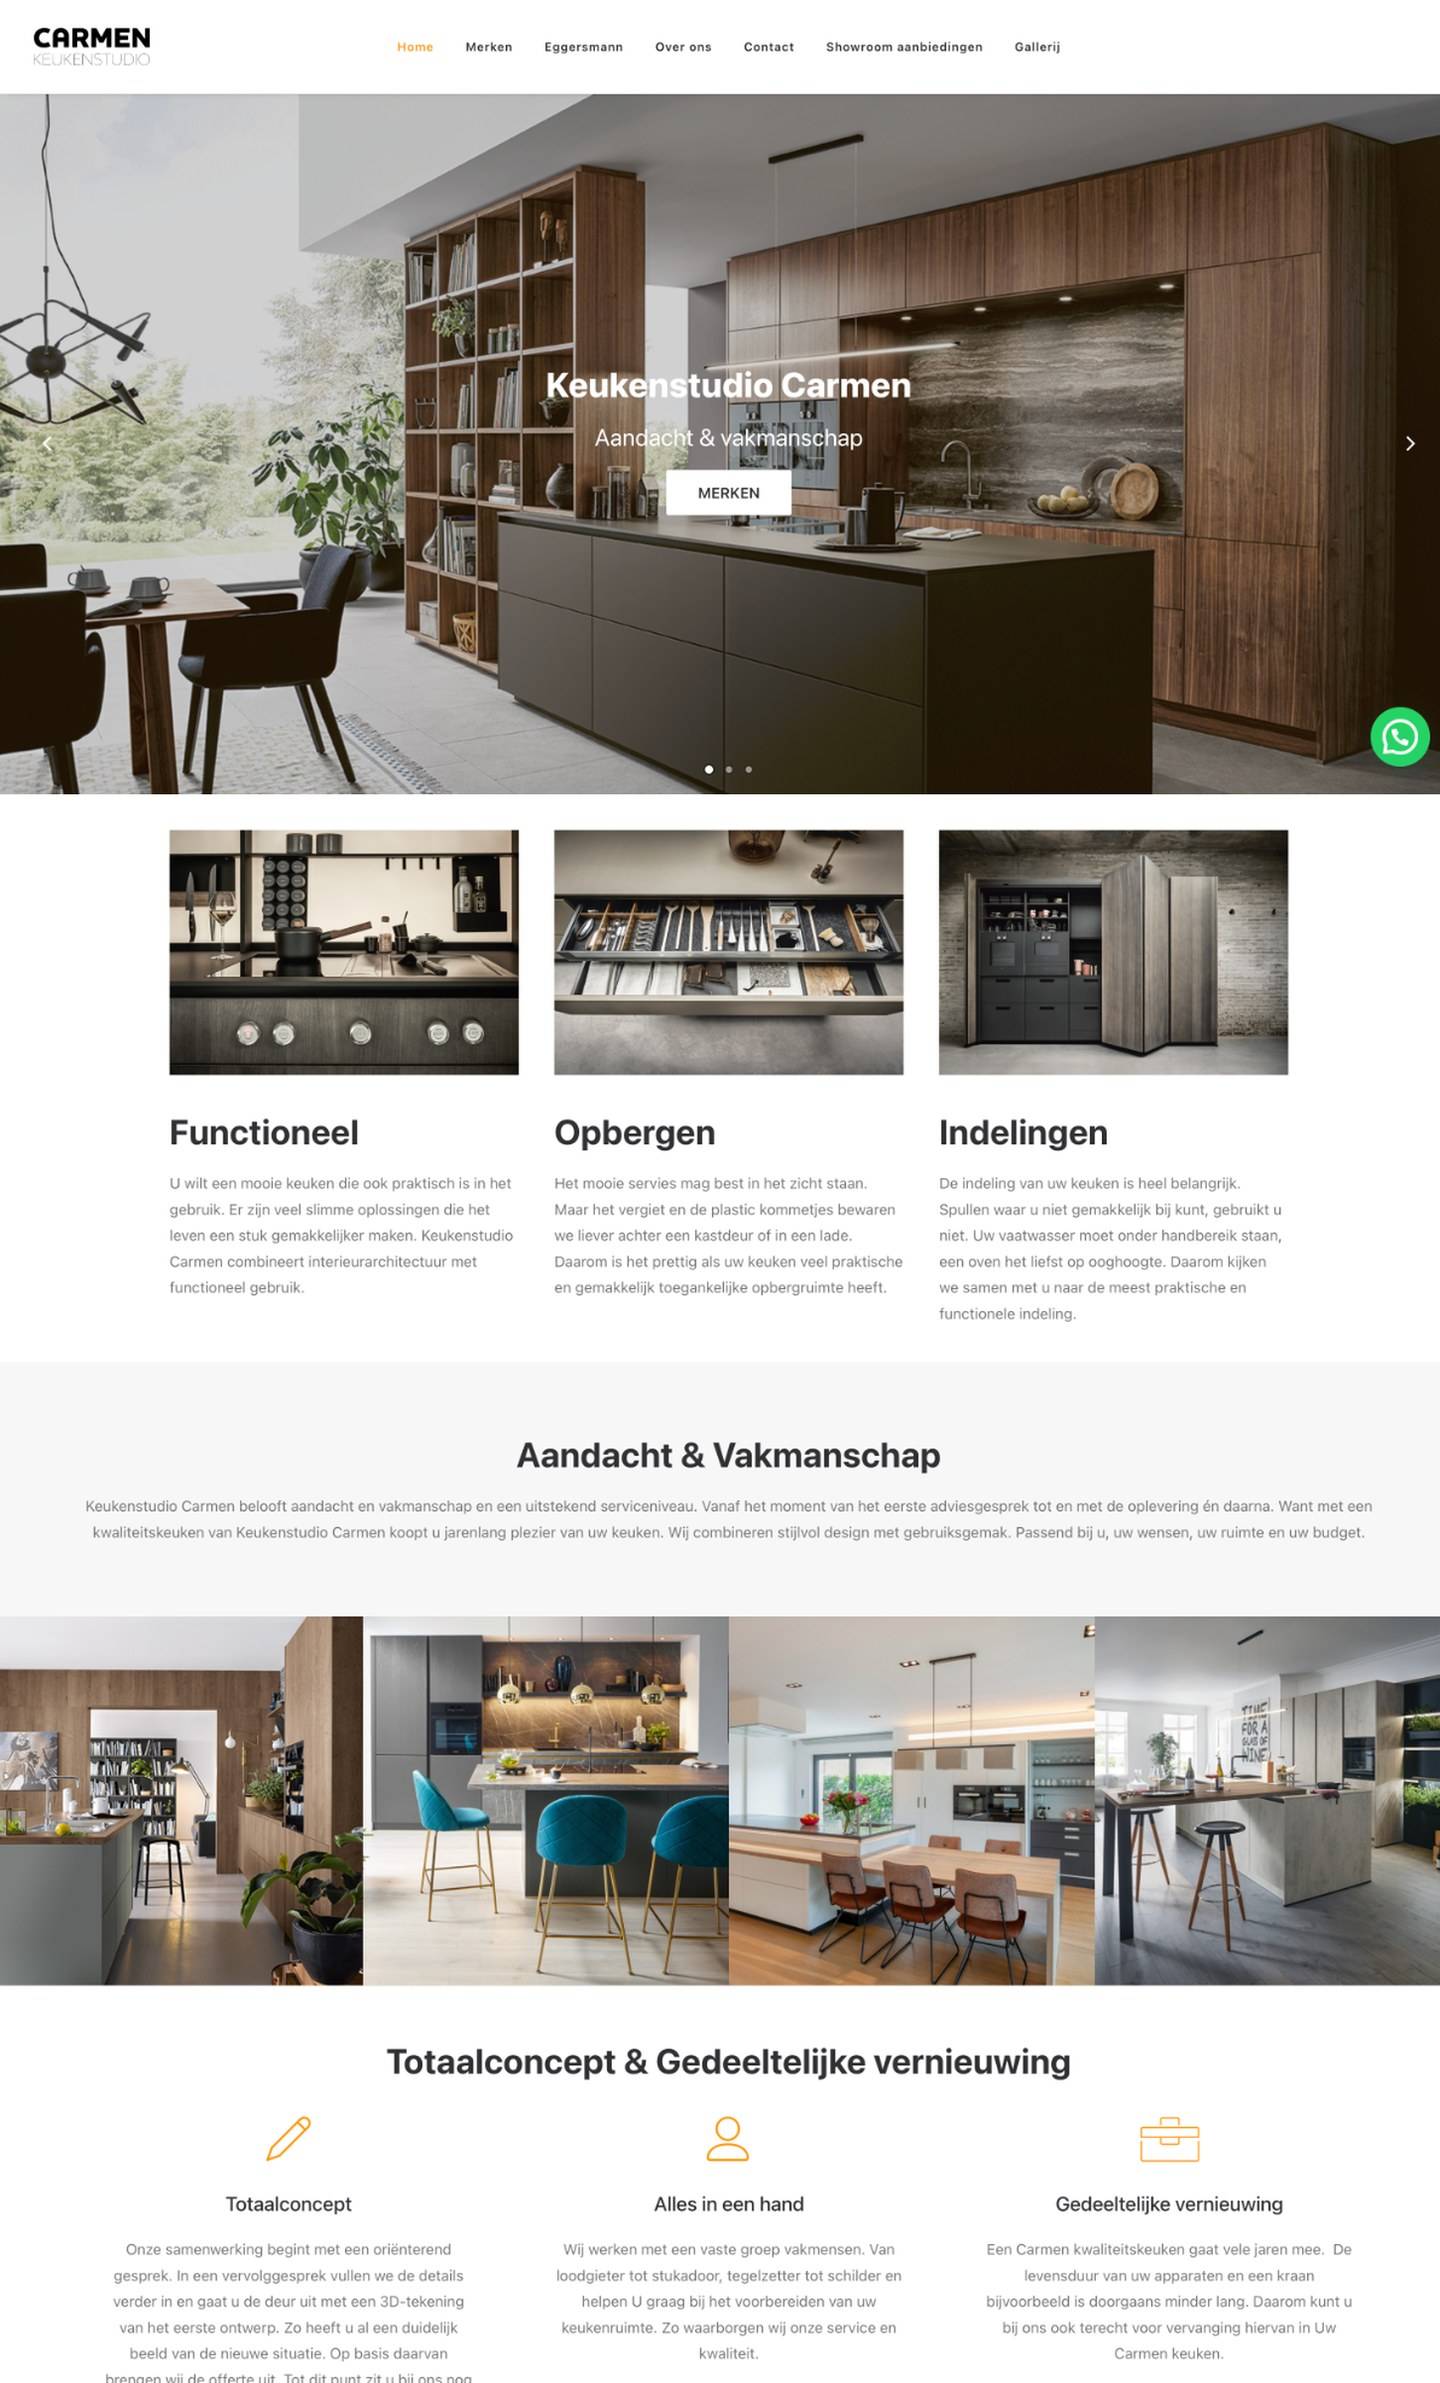 CARMEN
KEUKENSTUDIO
Home Merken Eggersmann Over ons Contact Showroom aanbiedingen Gallerij
Keukenstudio Carmen
Aandacht & vakmanschap
MERKEN
Functioneel
U wilt een mooie keuken die ook praktisch is in het
gebruik. Er zijn veel slimme oplossingen die het
leven een stuk gemakkelijker maken. Keukenstudio
Carmen combineert interieurarchitectuur met
functioneel gebruik.
Opbergen
Het mooie servies mag best in het zicht staan.
Maar het vergiet en de plastic kommetjes bewaren
we liever achter een kastdeur of in een lade.
Daarom is het prettig als uw keuken veel praktische
en gemakkelijk toegankelijke opbergruimte heeft.
Indelingen
De indeling van uw keuken is heel belangrijk.
Spullen waar u niet gemakkelijk bij kunt, gebruikt u
niet. Uw vaatwasser moet onder handbereik staan,
een oven het liefst op ooghoogte. Daarom kijken
we samen met u naar de meest praktische en
functionele indeling.
Aandacht & Vakmanschap
Keukenstudio Carmen belooft aandacht en vakmanschap en een uitstekend serviceniveau. Vanaf het moment van het eerste adviesgesprek tot en met de oplevering én daarna. Want met een
kwaliteitskeuken van Keukenstudio Carmen koopt u jarenlang plezier van uw keuken. Wij combineren stijlvol design met gebruiksgemak. Passend bij u, uw wensen, uw ruimte en uw budget.
TIME
FOR A
GLASS OF
WINE
Totaalconcept & Gedeeltelijke vernieuwing
Totaalconcept
Onze samenwerking begint met een oriënterend
gesprek. In een vervolggesprek vullen we de details
verder in en gaat u de deur uit met een 3D-tekening
van het eerste ontwerp. Zo heeft u al een duidelijk
beeld van de nieuwe situatie. Op basis daarvan
brengen wij de offerte uit. Tot dit punt zit u bij ons nog
Alles in een hand
Wij werken met een vaste groep vakmensen. Van
loodgieter tot stukadoor, tegelzetter tot schilder en
helpen U graag bij het voorbereiden van uw
keukenruimte. Zo waarborgen wij onze service en
kwaliteit.
Gedeeltelijke vernieuwing
Een Carmen kwaliteitskeuken gaat vele jaren mee. De
levensduur van uw apparaten en een kraan
bijvoorbeeld is doorgaans minder lang. Daarom kunt u
bij ons ook terecht voor vervanging hiervan in Uw
Carmen keuken.